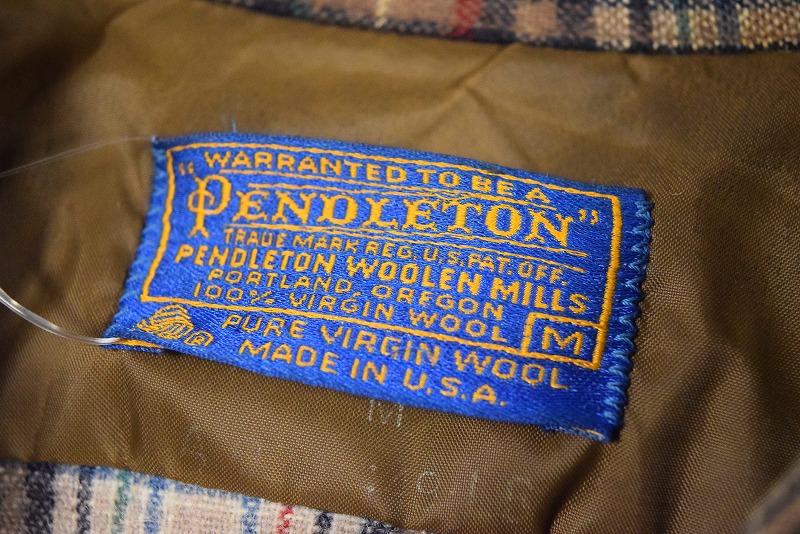 WARRANTED TO BE A
"PENDLETON"
TRADE MARK REG. U.S. PAT. OFF.
PENDLETON WOOLEN MILLS
PORTLAND, OREGON
100% VIRGIN WOOL
M
®
PURE VIRGIN WOOL
MADE IN U.S.A.
M